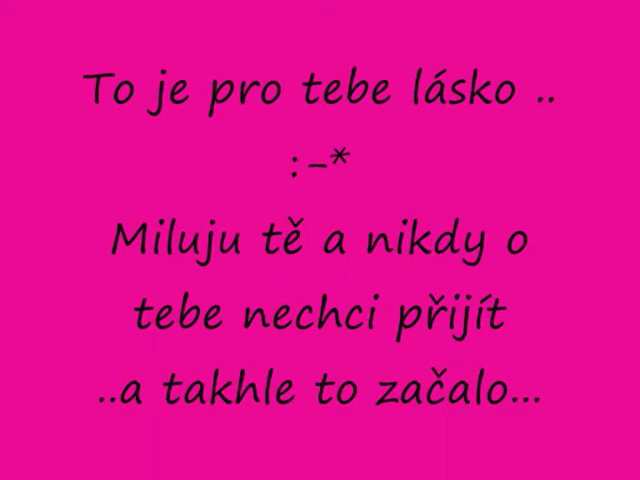 To je pro tebe lásko ..
:-*
Miluju tě a nikdy o
tebe nechci přijít
..a takhle to začalo...